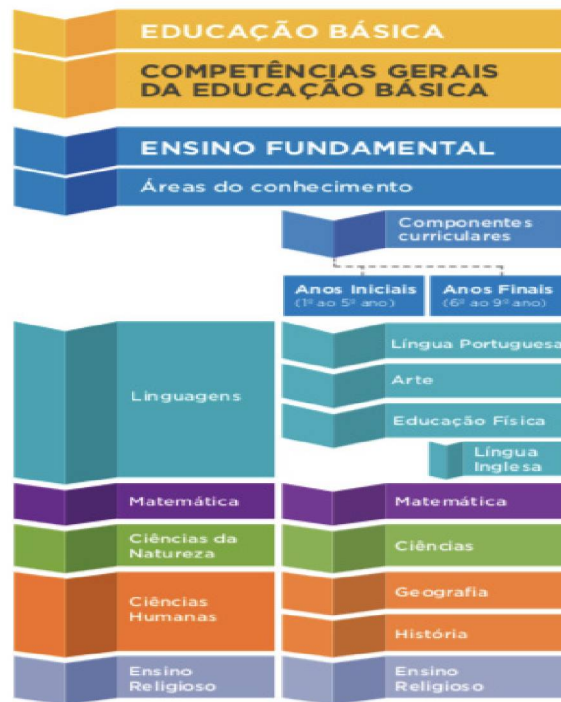 EDUCAÇÃO BÁSICA
COMPETÊNCIAS GERAIS
DA EDUCAÇÃO BÁSICA
ENSINO FUNDAMENTAL
Áreas do conhecimento
Componentes
curriculares
Anos Iniciais
(1º ao 5º ano)
Anos Finais
(6º ao 9º ano)
Linguagens
Língua Portuguesa
Arte
Educação Física
Língua
Inglesa
Matemática
Matemática
Ciências da
Natureza
Ciências
Ciências
Humanas
Geografia
História
Ensino
Religioso
Ensino
Religioso